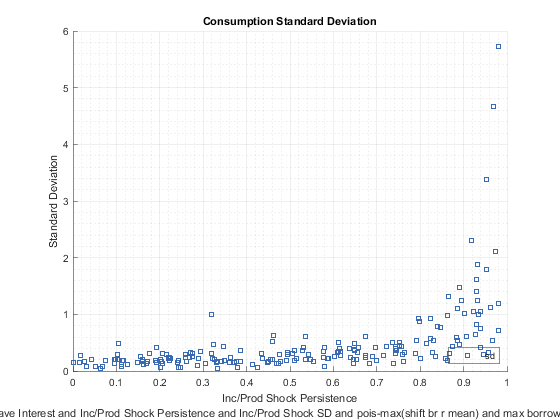 Consumption Standard Deviation
6
5
4
3
2
1
0
Standard Deviation
0 0.1 0.2 0.3 0.4 0.5 0.6 0.7 0.8 0.9 1
Inc/Prod Shock Persistence
ave Interest and Inc/Prod Shock Persistence and Inc/Prod Shock SD and pois-max(shift br r mean) and max borrow